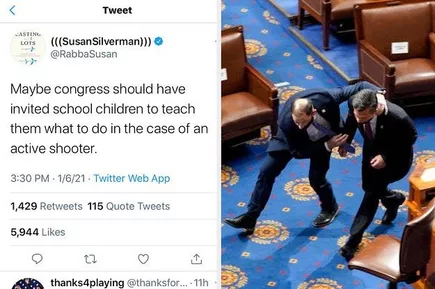 Tweet
CASTING
LOTS
(((SusanSilverman)))
@RabbaSusan
Maybe congress should have
invited school children to teach
them what to do in the case of an
active shooter.
3:30 PM · 1/6/21 · Twitter Web App
1,429 Retweets 115 Quote Tweets
5,944 Likes
thanks4playing @thanksfor... · 11h